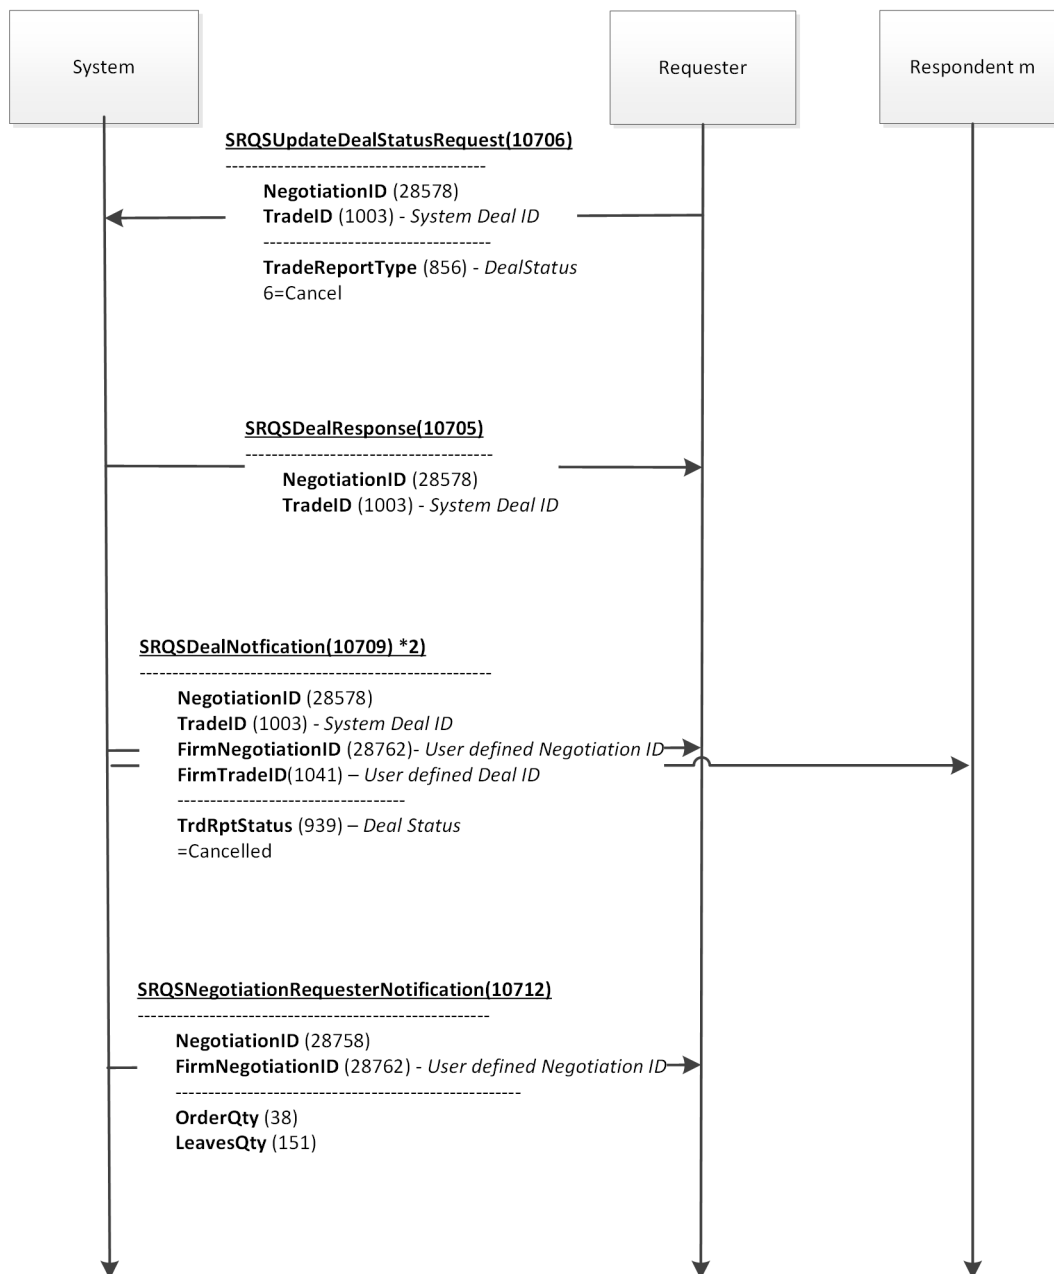 System
Requester
Respondent m
SRQSUpdateDealStatusRequest(10706)
----------------------------------------
NegotiationID (28578)
TradeID (1003) - System Deal ID
-----------------------------------
TradeReportType (856) - DealStatus
6=Cancel
SRQSDealResponse(10705)
--------------------------------------
NegotiationID (28578)
TradeID (1003) - System Deal ID
SRQSDealNotfication(10709) *2)
------------------------------------------------------
NegotiationID (28578)
TradeID (1003) - System Deal ID
FirmNegotiationID (28762)- User defined Negotiation ID
FirmTradeID(1041) – User defined Deal ID
-----------------------------------
TrdRptStatus (939) – Deal Status
=Cancelled
SRQSNegotiationRequesterNotification(10712)
------------------------------------------------------
NegotiationID (28758)
FirmNegotiationID (28762) - User defined Negotiation ID
-----------------------------------------------------
OrderQty (38)
LeavesQty (151)